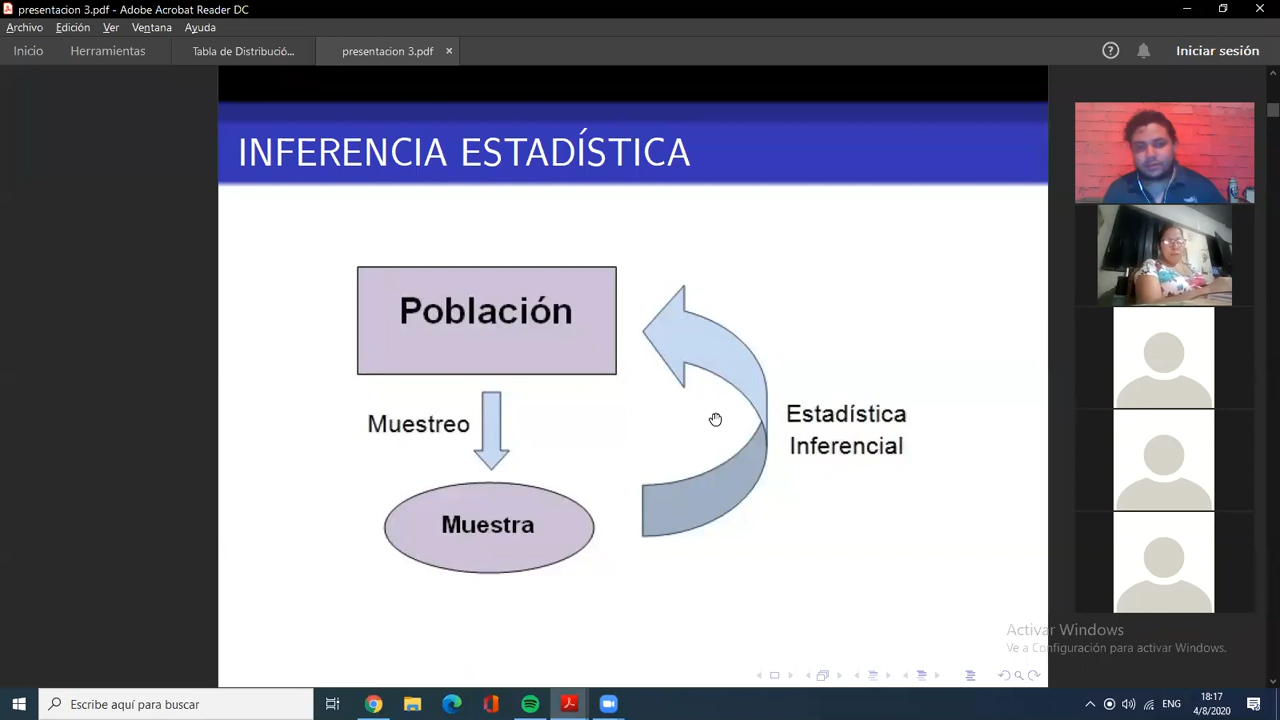 presentacion 3.pdf - Adobe Acrobat Reader DC
Archivo Edición Ver Ventana Ayuda
Inicio Herramientas Tabla de Distribució... presentacion 3.pdf Iniciar sesión
INFERENCIA ESTADÍSTICA
Población
Muestreo
Estadística
Inferencial
Muestra
Activar Windows
Ve a Configuración para activar Windows.
Escribe aquí para buscar
ENG
18:17
4/8/2020